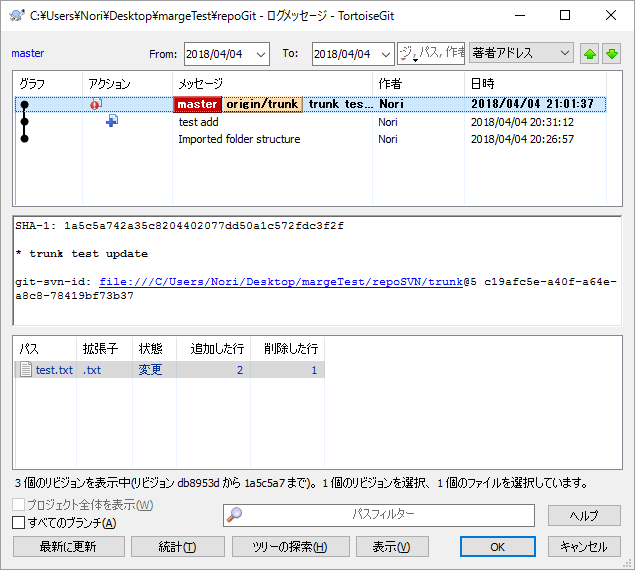 C:¥Users¥Nori¥Desktop¥margeTest¥repoGit - ログメッセージ - TortoiseGit
master From: 2018/04/04 To: 2018/04/04 ジ, パス, 作者 著者アドレス
グラフ アクション メッセージ 作者 日時
master origin/trunk trunk tes... Nori 2018/04/04 21:01:37
test add Nori 2018/04/04 20:31:12
Imported folder structure Nori 2018/04/04 20:26:57
SHA-1: 1a5c5a742a35c8204402077dd50a1c572fdc3f2f
* trunk test update
git-svn-id: file:///C/Users/Nori/Desktop/margeTest/repoSVN/trunk@5 c19afc5e-a40f-a64e-
a8c8-78419bf73b37
パス 拡張子 状態 追加した行 削除した行
test.txt .txt 変更 2 1
3 個のリビジョンを表示中(リビジョン db8953d から 1a5c5a7 まで)。1 個のリビジョンを選択、1 個のファイルを選択しています。
プロジェクト全体を表示(W)
すべてのブランチ(A)
パスフィルター
ヘルプ
最新に更新 統計(T) ツリーの探索(H) 表示(V) OK キャンセル